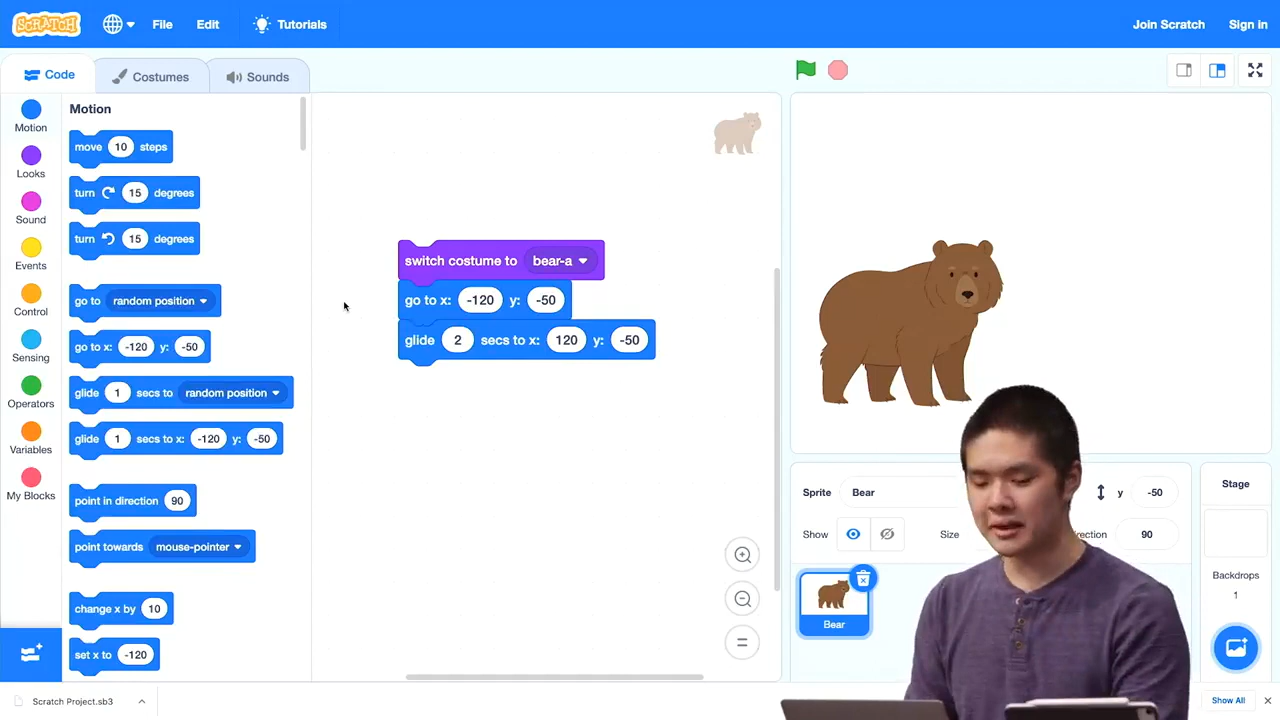 SCRATCH
File
Edit
Tutorials
Join Scratch
Sign in
Code
Costumes
Sounds
Motion
Looks
Sound
Events
Control
Sensing
Operators
Variables
My Blocks
Motion
move 10 steps
turn 15 degrees
turn 15 degrees
go to random position
go to x: -120 y: -50
glide 1 secs to random position
glide 1 secs to x: -120 y: -50
point in direction 90
point towards mouse-pointer
change x by 10
set x to -120
switch costume to bear-a
go to x: -120 y: -50
glide 2 secs to x: 120 y: -50
Sprite Bear y -50
Show Size 90
Bear
Stage
Backdrops
1
Scratch Project.sb3
Show All